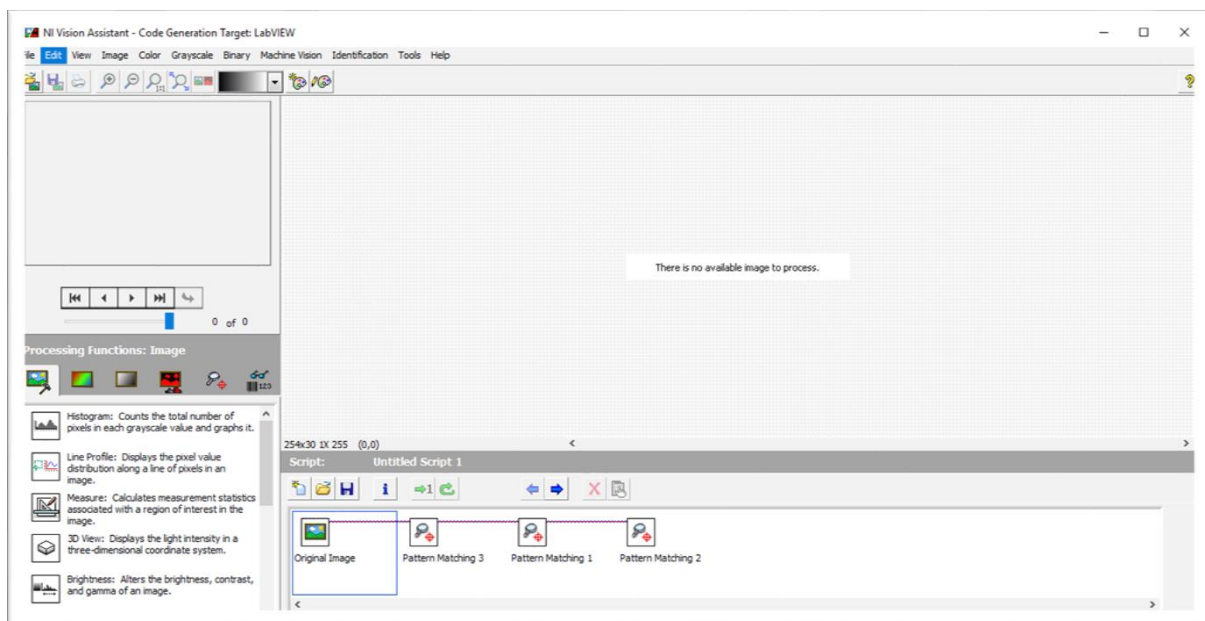 NI Vision Assistant - Code Generation Target: LabVIEW
ile Edit View Image Color Grayscale Binary Machine Vision Identification Tools Help
1:1
?
There is no available image to process.
0 of 0
Processing Functions: Image
123
Histogram: Counts the total number of
pixels in each grayscale value and graphs it.
Line Profile: Displays the pixel value
distribution along a line of pixels in an
image.
Measure: Calculates measurement statistics
associated with a region of interest in the
image.
3D View: Displays the light intensity in a
three-dimensional coordinate system.
Brightness: Alters the brightness, contrast,
and gamma of an image.
254x30 1X 255 (0,0)
Script: Untitled Script 1
i 1
Original Image Pattern Matching 3 Pattern Matching 1 Pattern Matching 2